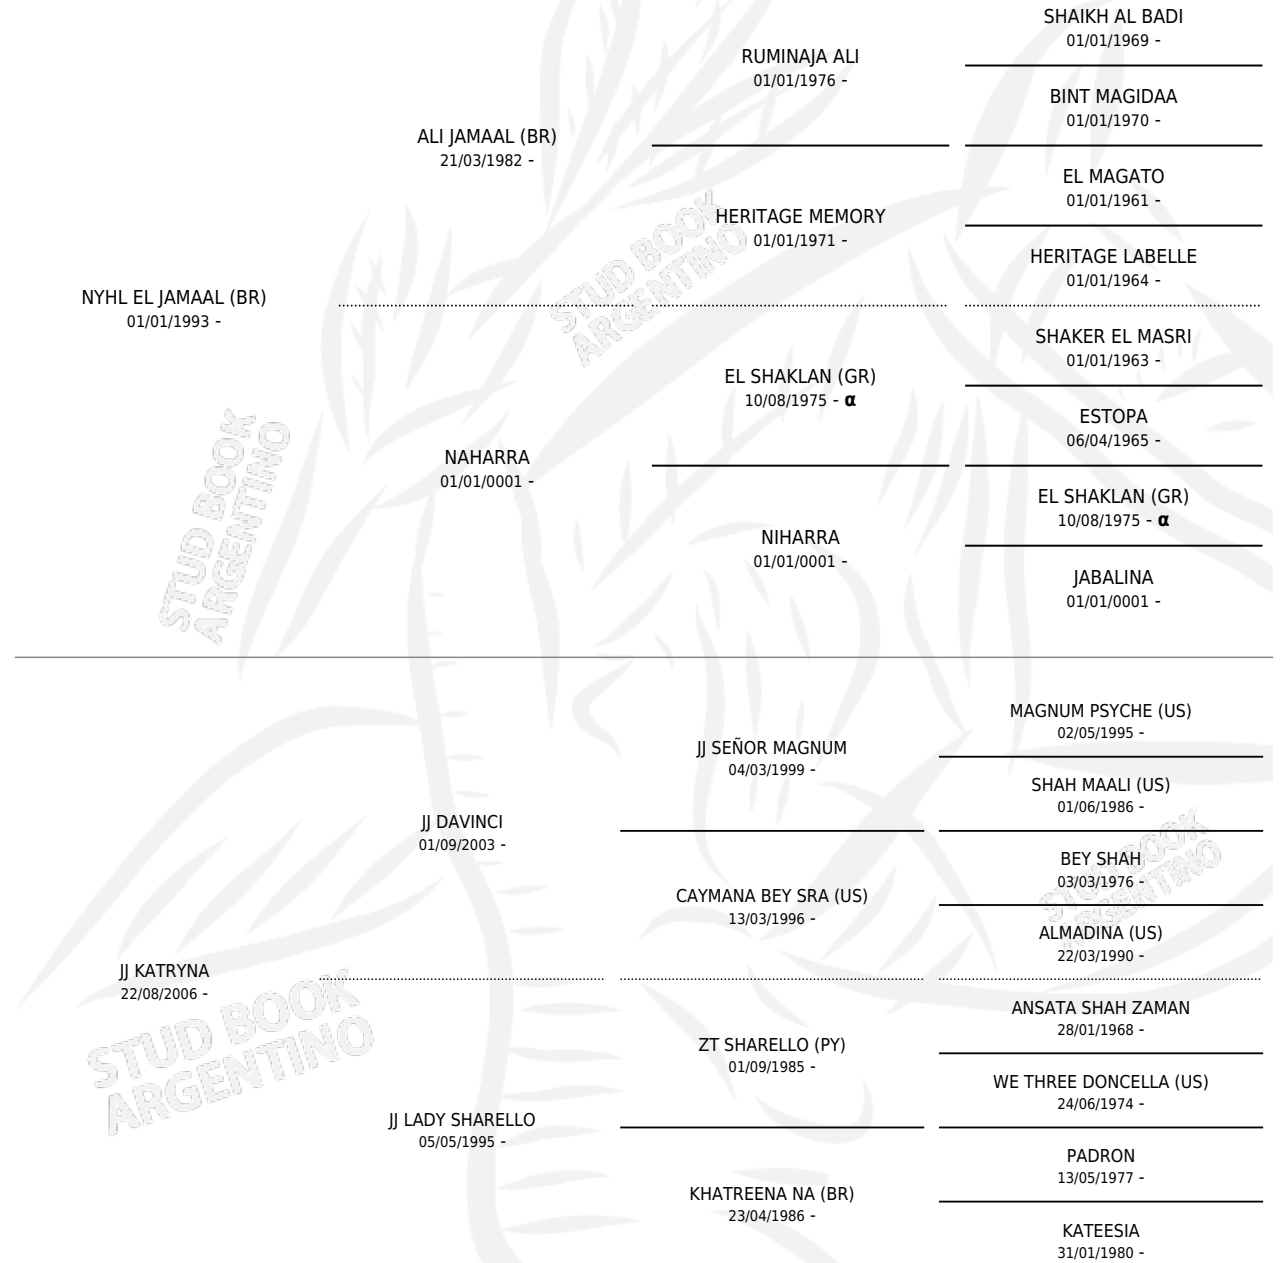 SHAIKH AL BADI
01/01/1969 -
RUMINAJA ALI
01/01/1976 -
BINT MAGIDAA
01/01/1970 -
ALI JAMAAL (BR)
21/03/1982 -
EL MAGATO
01/01/1961 -
HERITAGE MEMORY
01/01/1971 -
HERITAGE LABELLE
01/01/1964 -
NYHL EL JAMAAL (BR)
01/01/1993 -
SHAKER EL MASRI
01/01/1963 -
EL SHAKLAN (GR)
10/08/1975 - α
ESTOPA
06/04/1965 -
NAHARRA
01/01/0001 -
EL SHAKLAN (GR)
10/08/1975 - α
NIHARRA
01/01/0001 -
JABALINA
01/01/0001 -
MAGNUM PSYCHE (US)
02/05/1995 -
JJ SEÑOR MAGNUM
04/03/1999 -
SHAH MAALI (US)
01/06/1986 -
JJ DAVINCI
01/09/2003 -
BEY SHAH
03/03/1976 -
CAYMANA BEY SRA (US)
13/03/1996 -
ALMADINA (US)
22/03/1990 -
JJ KATRYNA
22/08/2006 -
ANSATA SHAH ZAMAN
28/01/1968 -
ZT SHARELLO (PY)
01/09/1985 -
WE THREE DONCELLA (US)
24/06/1974 -
JJ LADY SHARELLO
05/05/1995 -
PADRON
13/05/1977 -
KHATREENA NA (BR)
23/04/1986 -
KATEESIA
31/01/1980 -
STUD BOOK
ARGENTINO
STUD BOOK
ARGENTINO
STUD BOOK
ARGENTINO
STUD BOOK
ARGENTINO